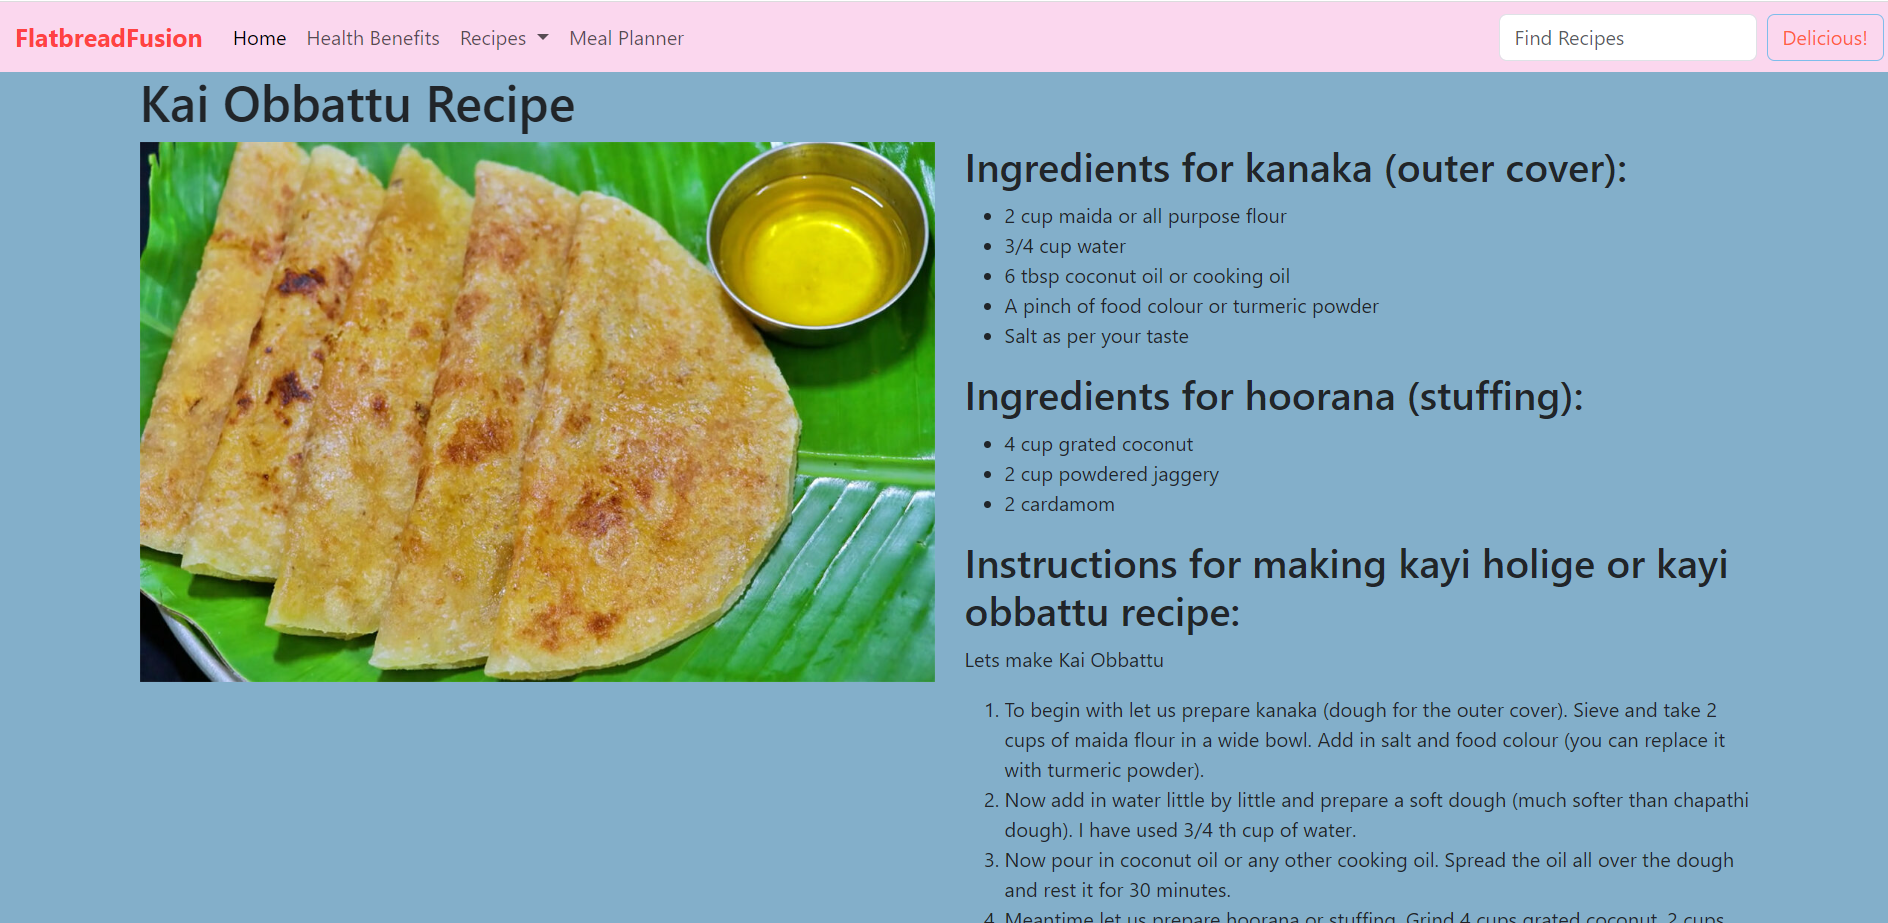 FlatbreadFusion Home Health Benefits Recipes Meal Planner Find Recipes Delicious!
Kai Obbattu Recipe
Ingredients for kanaka (outer cover):
2 cup maida or all purpose flour
3/4 cup water
6 tbsp coconut oil or cooking oil
A pinch of food colour or turmeric powder
Salt as per your taste
Ingredients for hoorana (stuffing):
4 cup grated coconut
2 cup powdered jaggery
2 cardamom
Instructions for making kayi holige or kayi
obbattu recipe:
Lets make Kai Obbattu
1. To begin with let us prepare kanaka (dough for the outer cover). Sieve and take 2
cups of maida flour in a wide bowl. Add in salt and food colour (you can replace it
with turmeric powder).
2. Now add in water little by little and prepare a soft dough (much softer than chapathi
dough). I have used 3/4 th cup of water.
3. Now pour in coconut oil or any other cooking oil. Spread the oil all over the dough
and rest it for 30 minutes.
4. Meantime let us prepare hoorana or stuffing. Grind 4 cups grated coconut, 2 cups